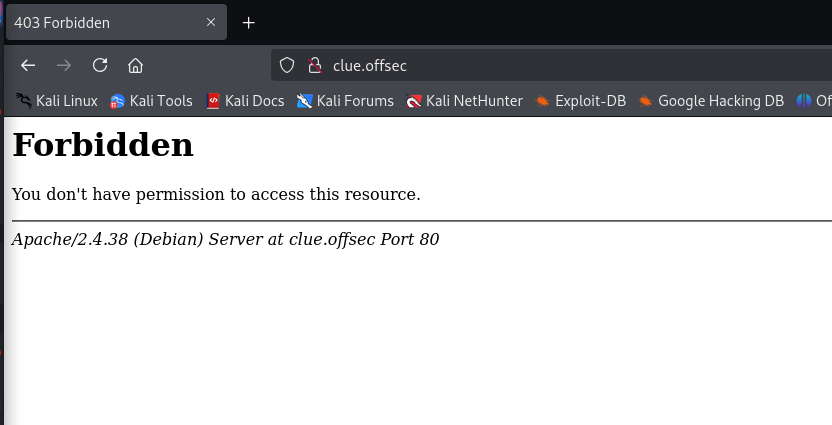 403 Forbidden
clue.offsec
Kali Linux Kali Tools Kali Docs Kali Forums Kali NetHunter Exploit-DB Google Hacking DB Of
Forbidden
You don't have permission to access this resource.
Apache/2.4.38 (Debian) Server at clue.offsec Port 80